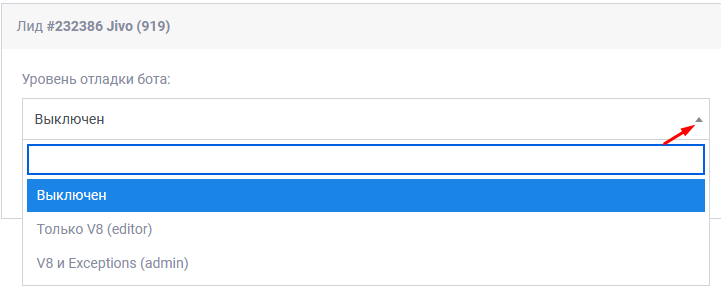 Лид #232386 Jivo (919)
Уровень отладки бота:
Выключен
Выключен
Только V8 (editor)
V8 и Exceptions (admin)